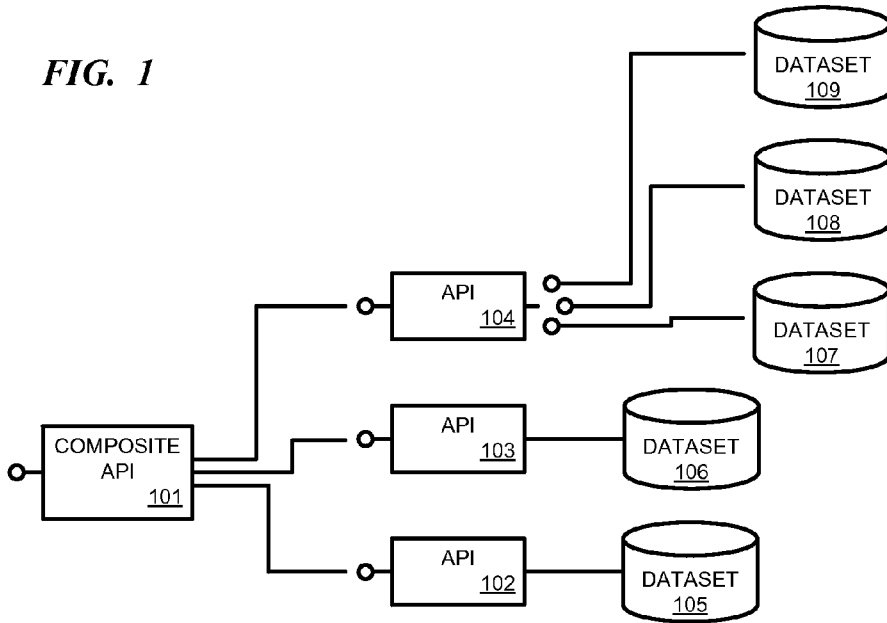 FIG. 1
DATASET
109
DATASET
108
API
104
DATASET
107
API
103
DATASET
106
COMPOSITE
API
101
API
102
DATASET
105